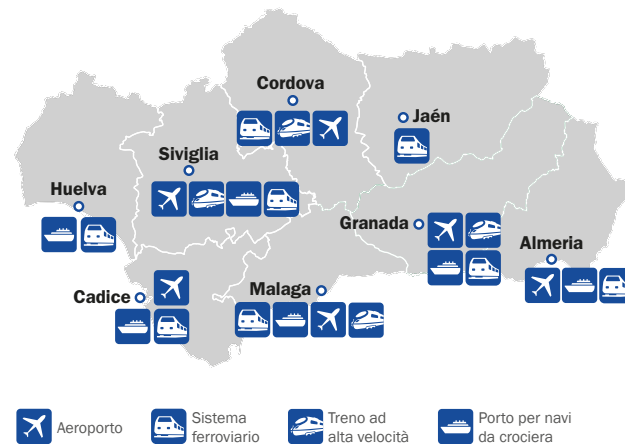 Cordova
Jaén
Siviglia
Huelva
Granada
Almeria
Cadice
Malaga
Aeroporto
Sistema
ferroviario
Treno ad
alta velocità
Porto per navi
da crociera